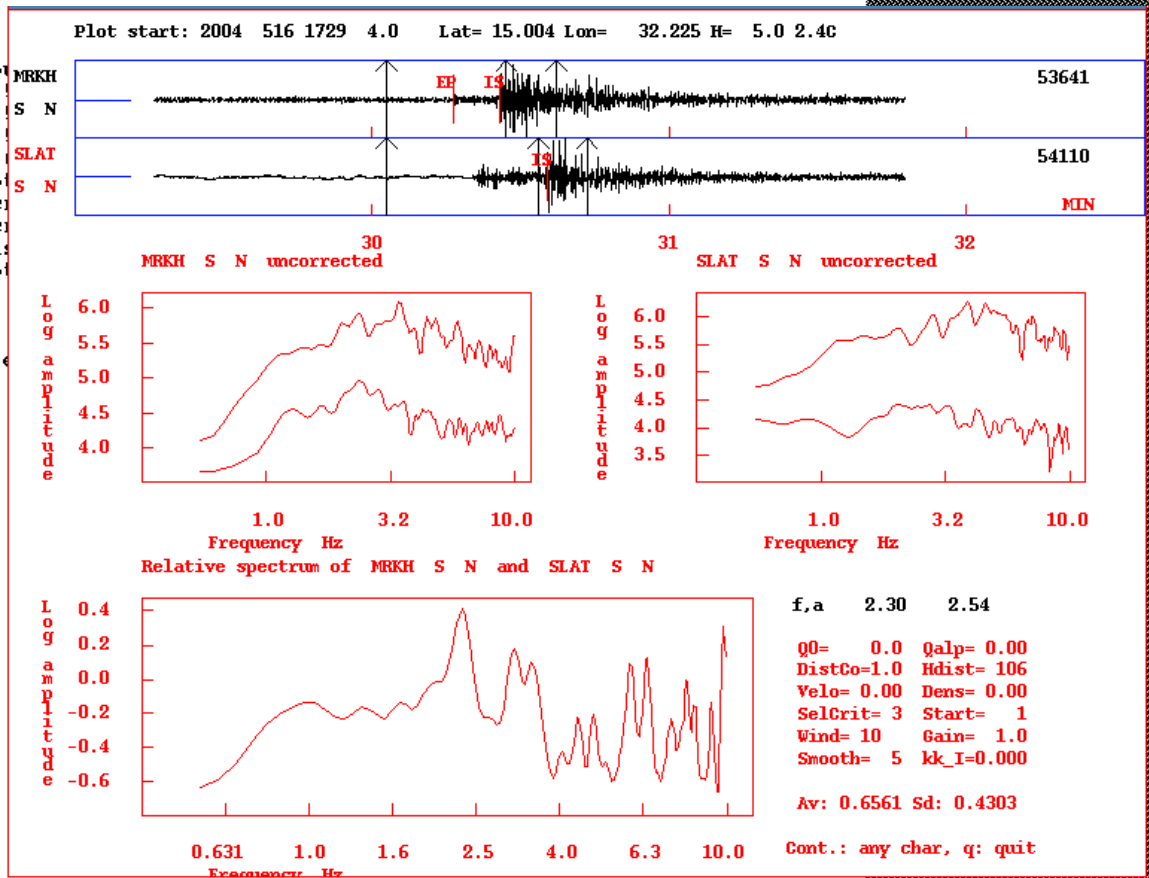 Plot start: 2004 516 1729 4.0 Lat= 15.004 Lon= 32.225 H= 5.0 2.4C
MRKH
S N
EP IS
53641
SLAT
S N
IS
54110
MIN
30 31 32
MRKH S N uncorrected
SLAT S N uncorrected
Log amplitude
6.0
5.5
5.0
4.5
4.0
1.0 3.2 10.0
Frequency Hz
Log amplitude
6.0
5.5
5.0
4.5
4.0
3.5
1.0 3.2 10.0
Frequency Hz
Relative spectrum of MRKH S N and SLAT S N
Log amplitude
0.4
0.2
0.0
-0.2
-0.4
-0.6
0.631 1.0 1.6 2.5 4.0 6.3 10.0
Frequency Hz
f,a 2.30 2.54
Q0= 0.0 Qalp= 0.00
DistCo=1.0 Hdist= 106
Velo= 0.00 Dens= 0.00
SelCrit= 3 Start= 1
Wind= 10 Gain= 1.0
Smooth= 5 kk_I=0.000
Av: 0.6561 Sd: 0.4303
Cont.: any char, q: quit